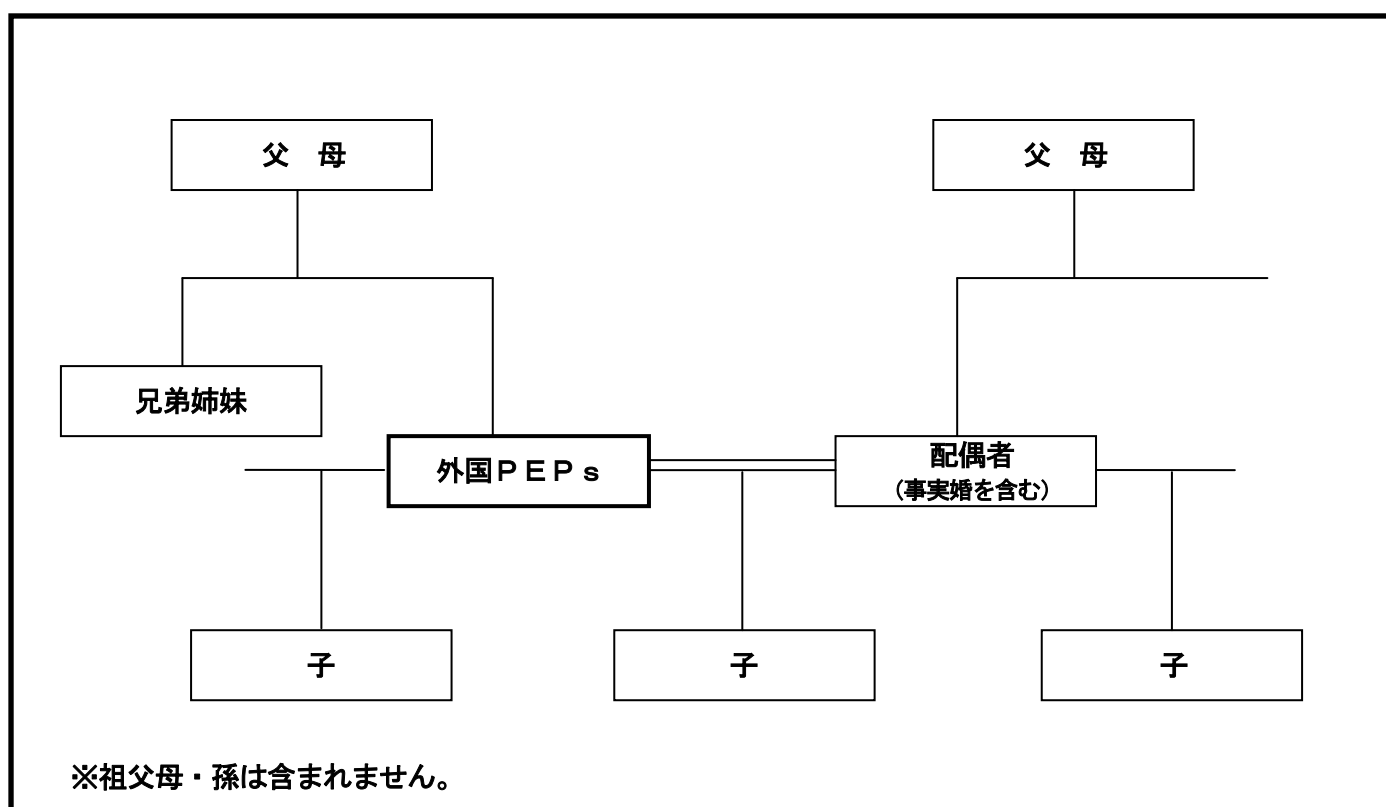 父　母
父　母
兄弟姉妹
外国ＰＥＰｓ
配偶者
（事実婚を含む）
子
子
子
※祖父母・孫は含まれません。